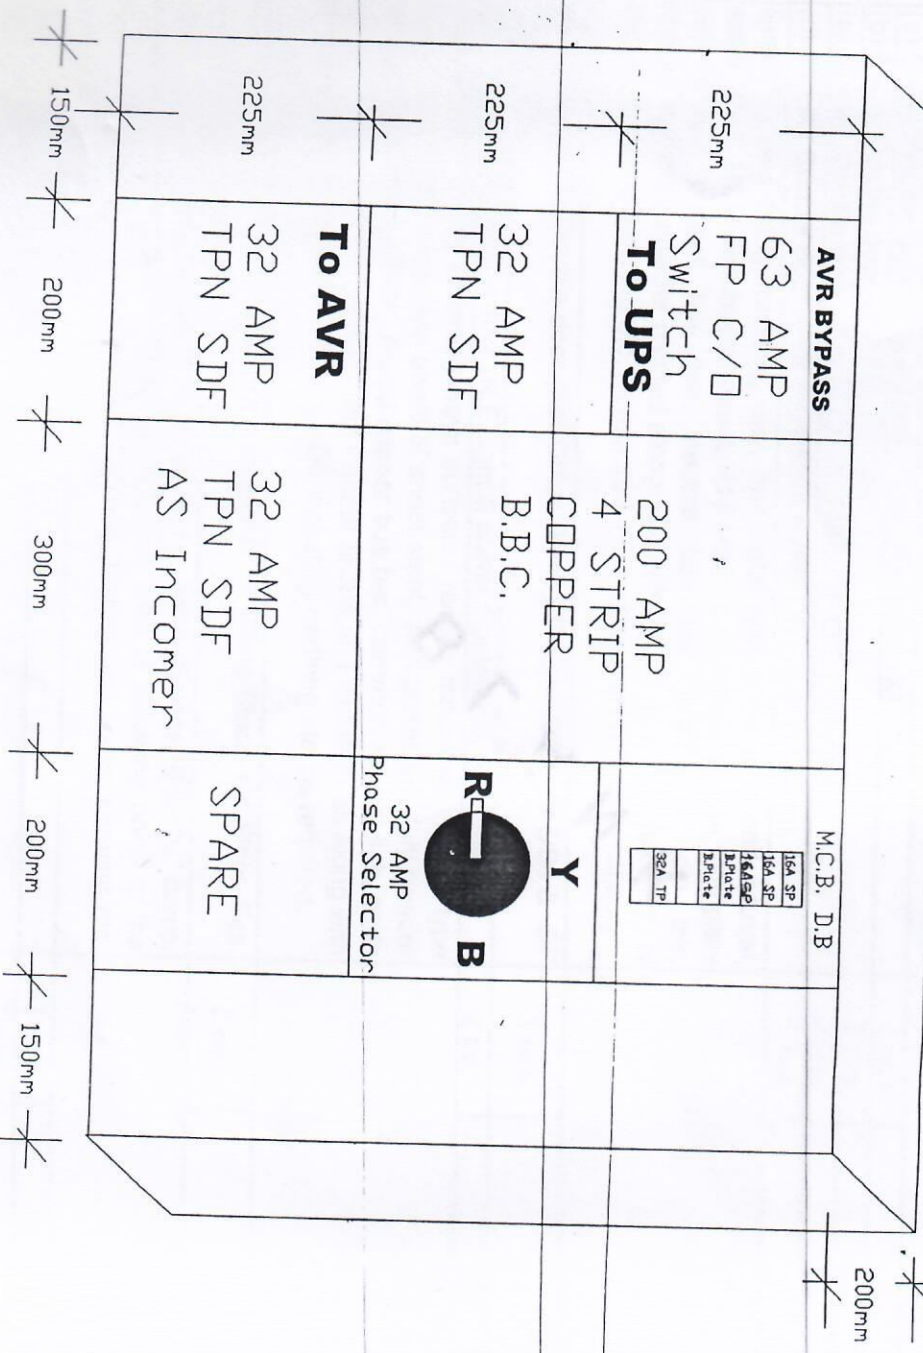 AVR BYPASS
63 AMP
FP C/O
Switch
To UPS
32 AMP
TPN SDF
To AVR
32 AMP
TPN SDF
200 AMP
4 STRIP
COPPER
B.B.C.
32 AMP
TPN SDF
AS Incomer
M.C.B. D.B
16A SP
16A SP
16A SP
B.Plate
B.Plate
32A TP
Y
R
B
32 AMP
Phase Selector
SPARE
225mm
225mm
225mm
150mm
200mm
300mm
200mm
150mm
200mm